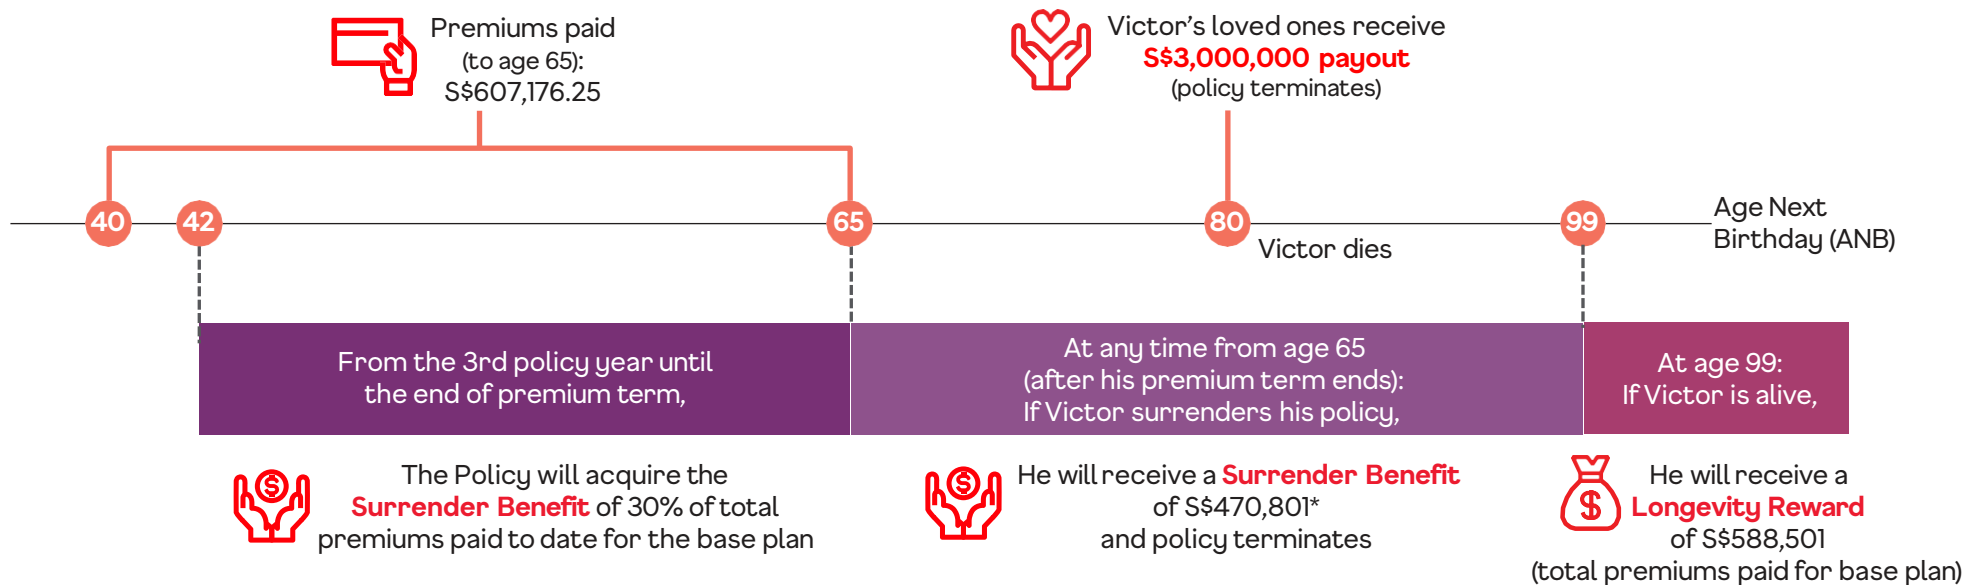 Premiums paid
(to age 65):
S$607,176.25
Victor’s loved ones receive
S$3,000,000 payout
(policy terminates)
40
42
65
80
99
Age Next
Birthday (ANB)
Victor dies
From the 3rd policy year until
the end of premium term,
At any time from age 65
(after his premium term ends):
If Victor surrenders his policy,
At age 99:
If Victor is alive,
$
The Policy will acquire the
Surrender Benefit of 30% of total
premiums paid to date for the base plan
$
He will receive a Surrender Benefit
of S$470,801*
and policy terminates
$
He will receive a
Longevity Reward
of S$588,501
(total premiums paid for base plan)